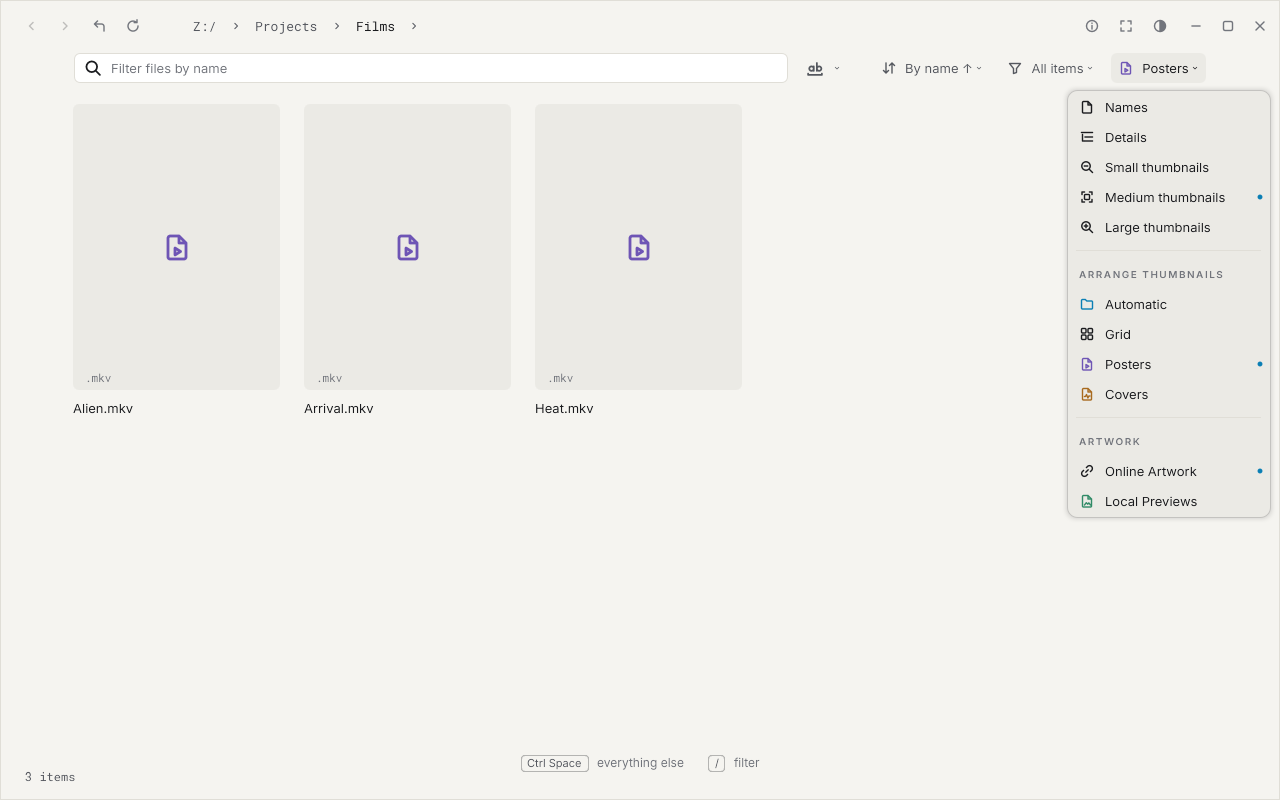 Z:/ Projects Films
Filter files by name
ab
By name ↑
All items
Posters
Names
Details
Small thumbnails
Medium thumbnails
Large thumbnails
ARRANGE THUMBNAILS
Automatic
Grid
Posters
Covers
ARTWORK
Online Artwork
Local Previews
.mkv
.mkv
.mkv
Alien.mkv
Arrival.mkv
Heat.mkv
Ctrl Space everything else / filter
3 items